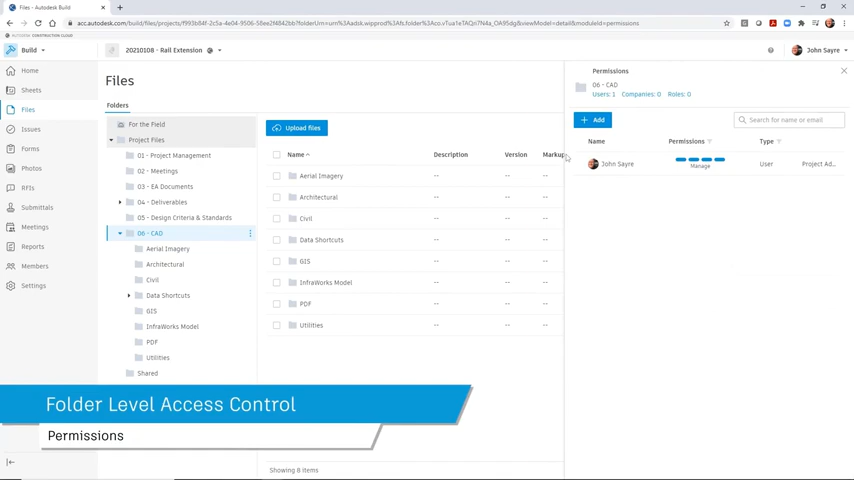 Files - Autodesk Build
acc.autodesk.com/build/files/projects/f993b84f-2c5a-4e04-9506-58ee2f4842bb?folderUrn=urn%3Aadsk.wipprod%3Afs.folder%3Aco.vTua1eTAQi7N4a_OA95dg&viewModel=detail&moduleId=permissions
AUTODESK CONSTRUCTION CLOUD
Build
20210108 - Rail Extension
John Sayre
Home
Sheets
Files
Issues
Forms
Photos
RFIs
Submittals
Meetings
Reports
Members
Settings
Files
Folders
For the Field
Project Files
01 - Project Management
02 - Meetings
03 - EA Documents
04 - Deliverables
05 - Design Criteria & Standards
06 - CAD
Aerial Imagery
Architectural
Civil
Data Shortcuts
GIS
InfraWorks Model
PDF
Utilities
Shared
Upload files
Name Description Version Markup
Aerial Imagery -- -- --
Architectural -- -- --
Civil -- -- --
Data Shortcuts -- -- --
GIS -- -- --
InfraWorks Model -- -- --
PDF -- -- --
Utilities -- -- --
Showing 8 items
Permissions
06 - CAD
Users: 1 Companies: 0 Roles: 0
Add
Search for name or email
Name Permissions Type
John Sayre Manage User Project Ad...
Folder Level Access Control
Permissions